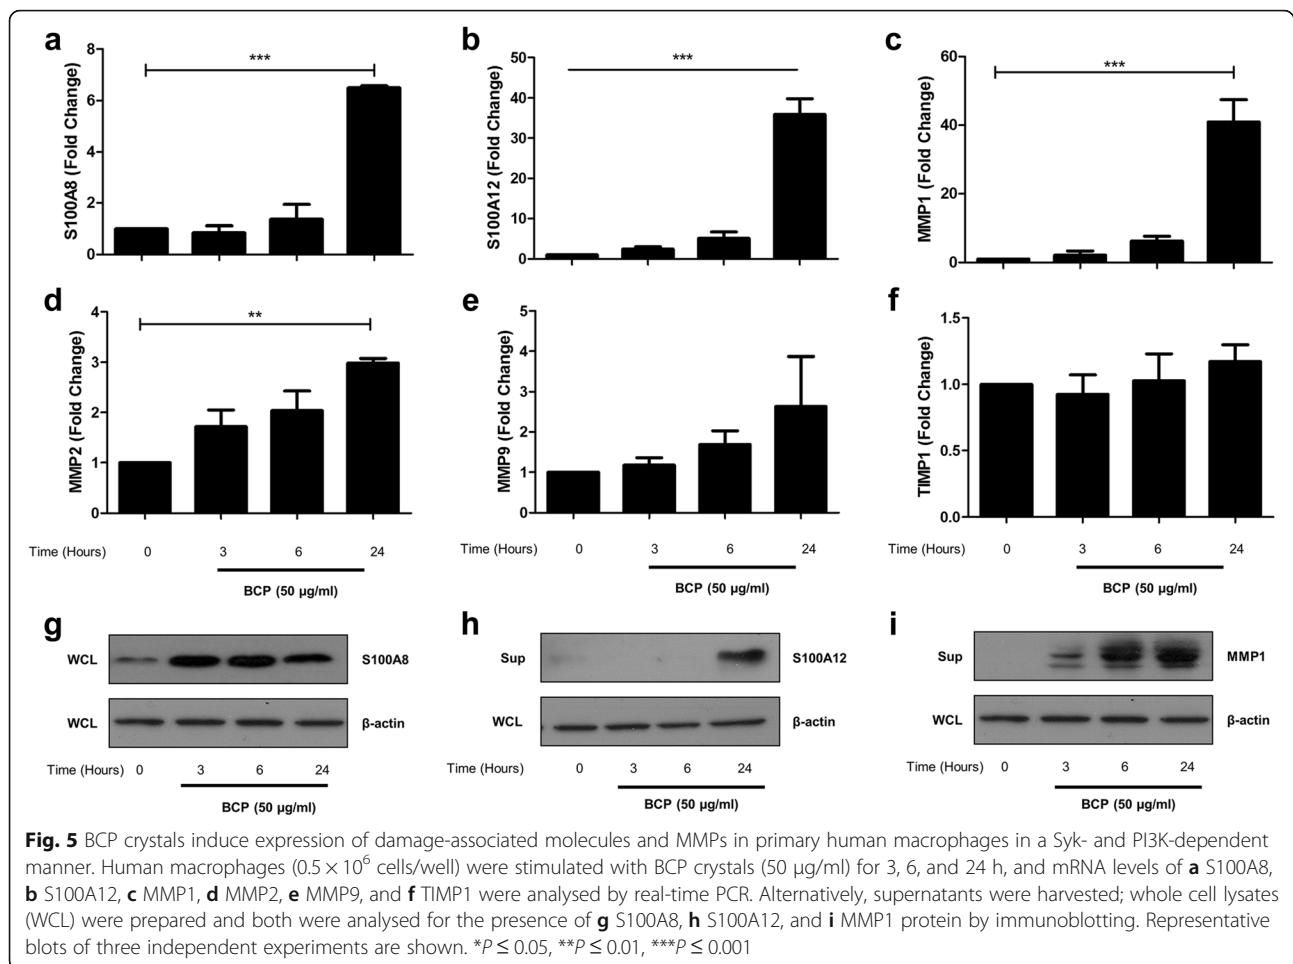 a
S100A8 (Fold Change)
8
6
4
2
0
***
b
S100A12 (Fold Change)
50
40
30
20
10
0
***
c
MMP1 (Fold Change)
60
40
20
0
***
d
MMP2 (Fold Change)
4
3
2
1
0
**
e
MMP9 (Fold Change)
5
4
3
2
1
0
f
TIMP1 (Fold Change)
1.5
1.0
0.5
0.0
Time (Hours) 0 3 6 24
BCP (50 µg/ml)
Time (Hours) 0 3 6 24
BCP (50 µg/ml)
Time (Hours) 0 3 6 24
BCP (50 µg/ml)
g
WCL S100A8
WCL β-actin
Time (Hours) 0 3 6 24
BCP (50 µg/ml)
h
Sup S100A12
WCL β-actin
Time (Hours) 0 3 6 24
BCP (50 µg/ml)
i
Sup MMP1
WCL β-actin
Time (Hours) 0 3 6 24
BCP (50 µg/ml)
Fig. 5 BCP crystals induce expression of damage-associated molecules and MMPs in primary human macrophages in a Syk- and PI3K-dependent
manner. Human macrophages (0.5 × 10⁶ cells/well) were stimulated with BCP crystals (50 µg/ml) for 3, 6, and 24 h, and mRNA levels of a S100A8,
b S100A12, c MMP1, d MMP2, e MMP9, and f TIMP1 were analysed by real-time PCR. Alternatively, supernatants were harvested; whole cell lysates
(WCL) were prepared and both were analysed for the presence of g S100A8, h S100A12, and i MMP1 protein by immunoblotting. Representative
blots of three independent experiments are shown. *P ≤ 0.05, **P ≤ 0.01, ***P ≤ 0.001